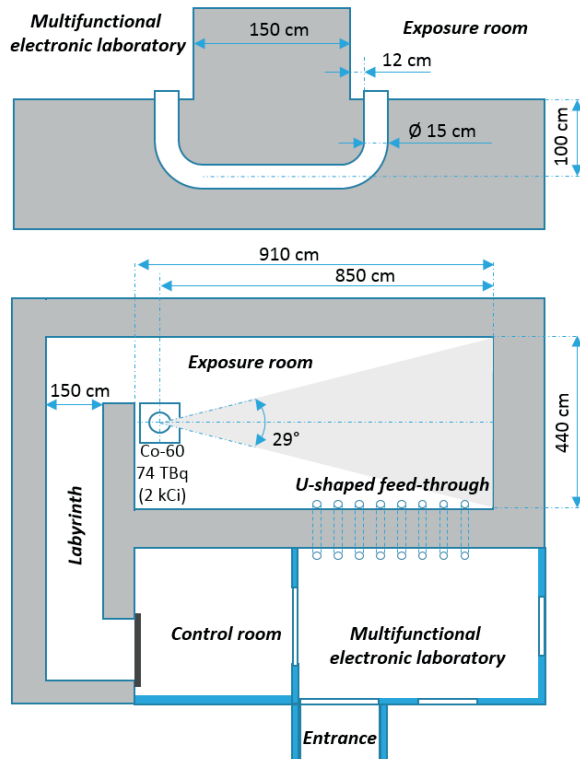 Multifunctional
electronic laboratory
150 cm
Exposure room
12 cm
Ø 15 cm
100 cm
910 cm
850 cm
Exposure room
150 cm
29°
Co-60
74 TBq
(2 kCi)
440 cm
U-shaped feed-through
Labyrinth
Control room
Multifunctional
electronic laboratory
Entrance